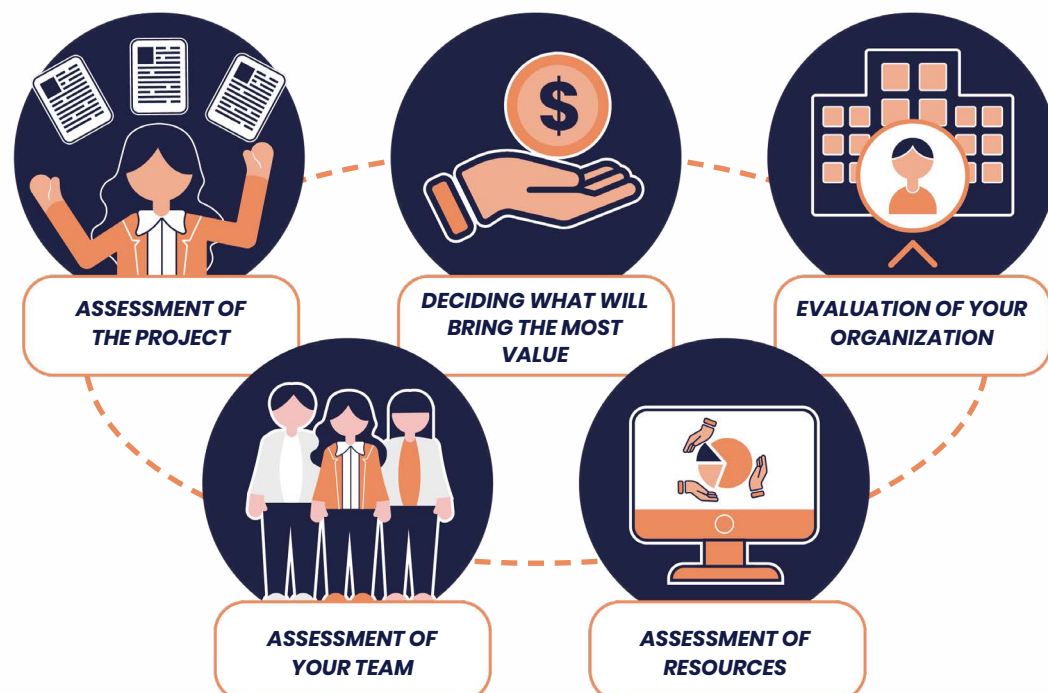 ASSESSMENT OF
THE PROJECT
DECIDING WHAT WILL
BRING THE MOST
VALUE
EVALUATION OF YOUR
ORGANIZATION
ASSESSMENT OF
YOUR TEAM
ASSESSMENT OF
RESOURCES
$